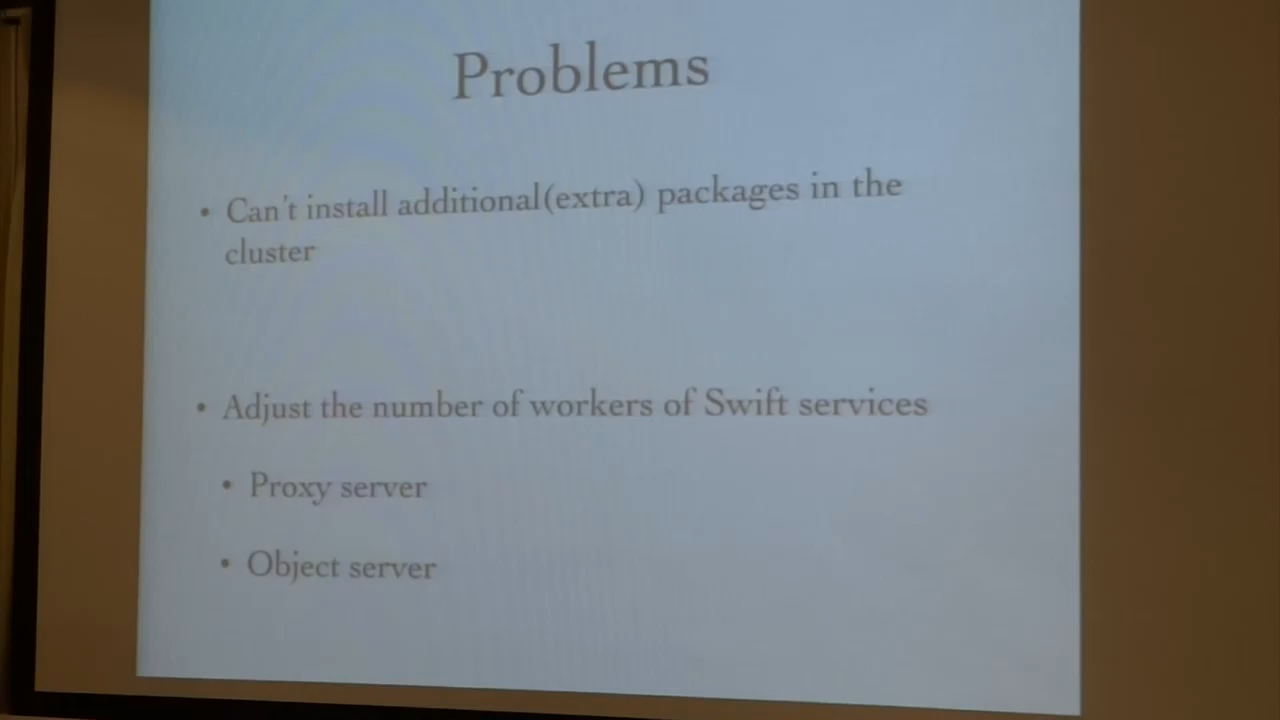 Problems
• Can't install additional(extra) packages in the
cluster
• Adjust the number of workers of Swift services
• Proxy server
• Object server